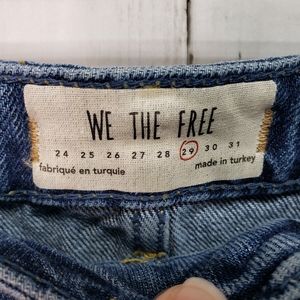 WE THE FREE
24 25 26 27 28 29 30 31
fabriqué en turquie made in turkey